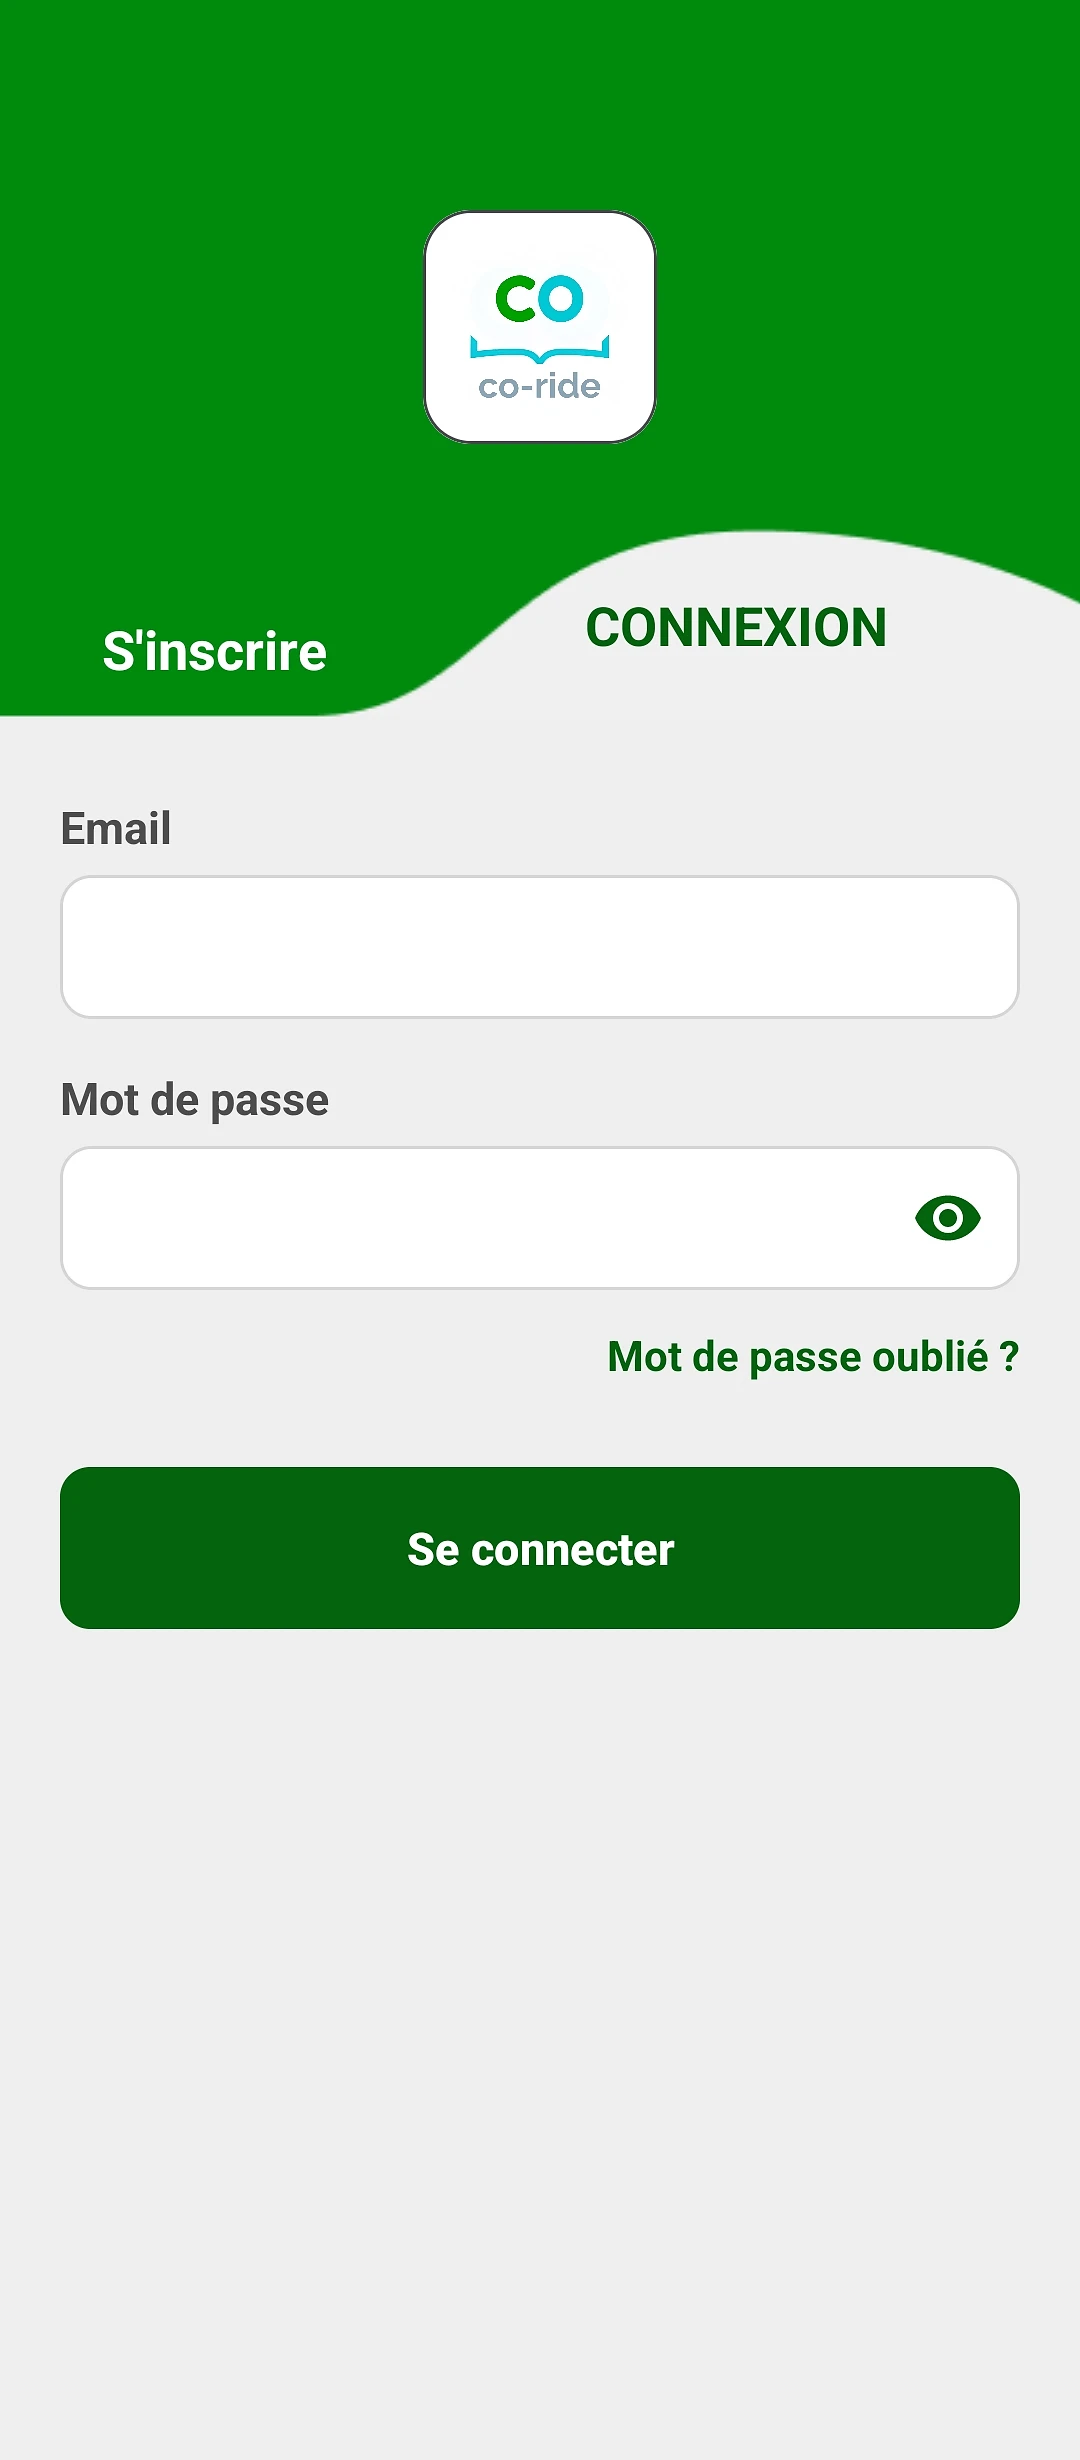 CO
co-ride
S'inscrire
CONNEXION
Email
Mot de passe
Mot de passe oublié ?
Se connecter